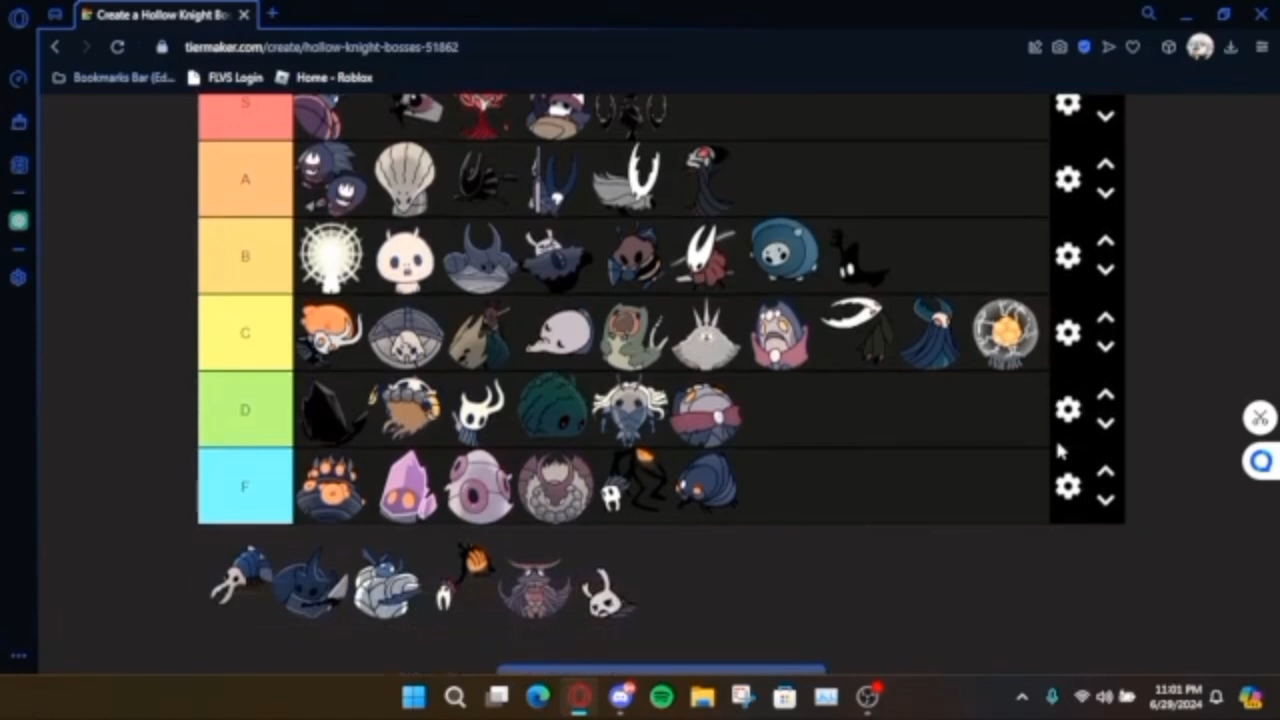 Create a Hollow Knight Bo
tiermaker.com/create/hollow-knight-bosses-51862
Bookmarks Bar (Ed...
FLVS Login
Home - Roblox
S
A
B
C
D
F
11:01 PM
6/29/2024